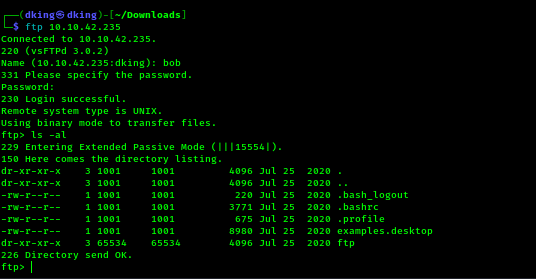 ┌──(dking㉿dking)-[~/Downloads]
└─$ ftp 10.10.42.235
Connected to 10.10.42.235.
220 (vsFTPd 3.0.2)
Name (10.10.42.235:dking): bob
331 Please specify the password.
Password:
230 Login successful.
Remote system type is UNIX.
Using binary mode to transfer files.
ftp> ls -al
229 Entering Extended Passive Mode (|||15554|).
150 Here comes the directory listing.
dr-xr-xr-x    3 1001     1001         4096 Jul 25  2020 .
dr-xr-xr-x    3 1001     1001         4096 Jul 25  2020 ..
-rw-r--r--    1 1001     1001          220 Jul 25  2020 .bash_logout
-rw-r--r--    1 1001     1001         3771 Jul 25  2020 .bashrc
-rw-r--r--    1 1001     1001          675 Jul 25  2020 .profile
-rw-r--r--    1 1001     1001         8980 Jul 25  2020 examples.desktop
dr-xr-xr-x    3 65534    65534        4096 Jul 25  2020 ftp
226 Directory send OK.
ftp>